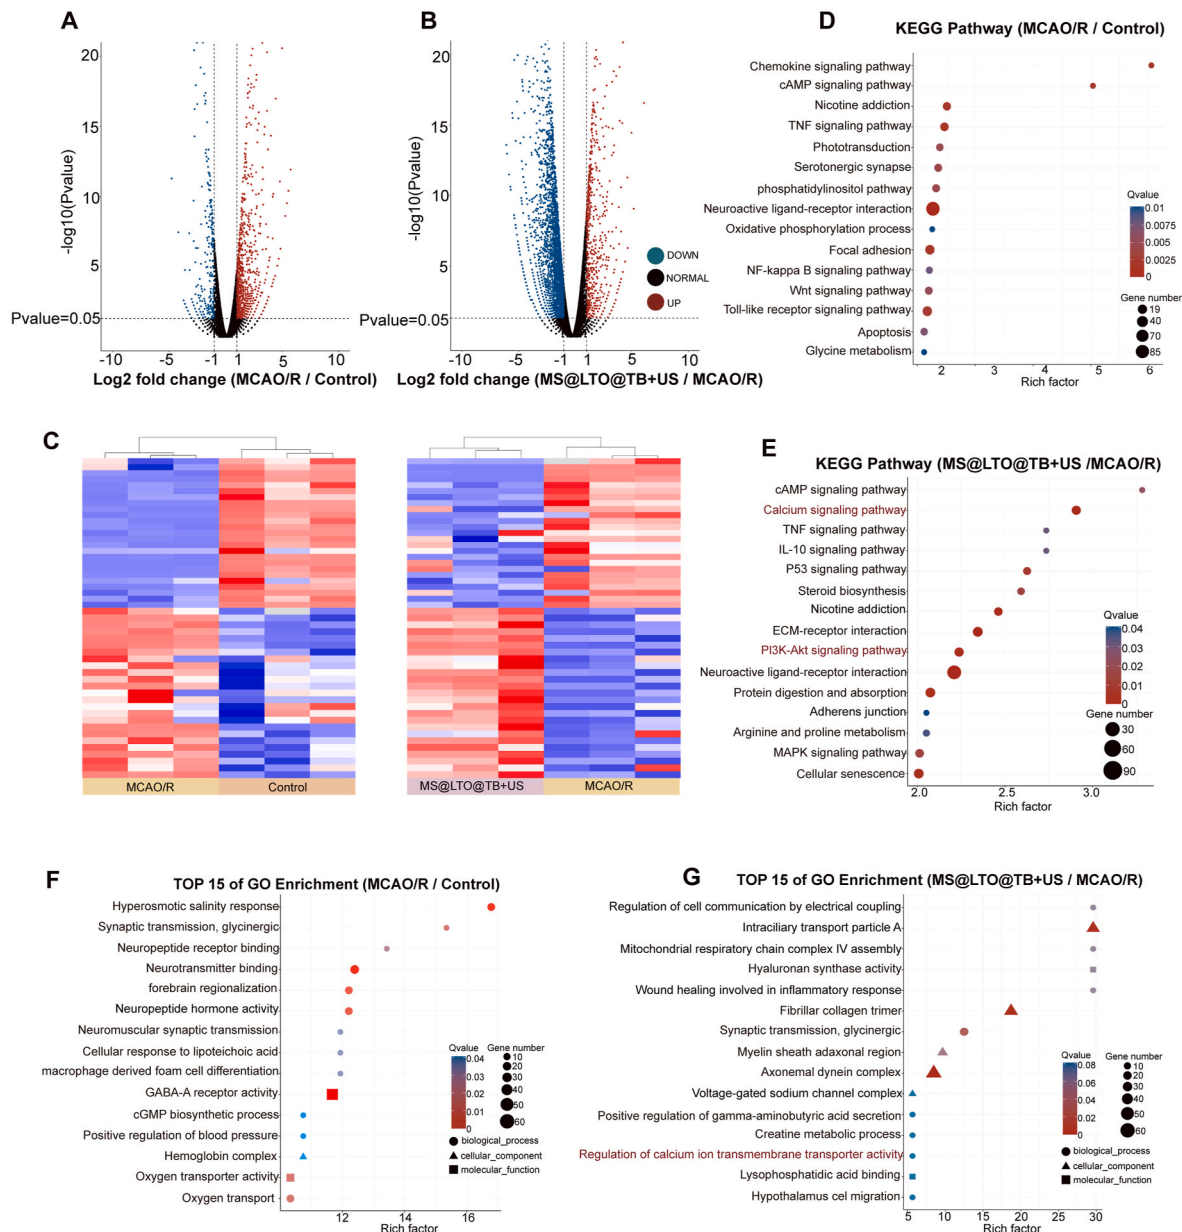 A
20
15
10
5
-log10(Pvalue)
Pvalue=0.05
-10
-5
-1
1
5
10
Log2 fold change (MCAO/R / Control)
B
20
15
10
5
-log10(Pvalue)
Pvalue=0.05
DOWN
NORMAL
UP
-10
-5
-1
1
5
10
Log2 fold change (MS@LTO@TB+US / MCAO/R)
D
KEGG Pathway (MCAO/R / Control)
Chemokine signaling pathway
cAMP signaling pathway
Nicotine addiction
TNF signaling pathway
Phototransduction
Serotonergic synapse
phosphatidylinositol pathway
Neuroactive ligand-receptor interaction
Oxidative phosphorylation process
Focal adhesion
NF-kappa B signaling pathway
Wnt signaling pathway
Toll-like receptor signaling pathway
Apoptosis
Glycine metabolism
Qvalue
0.01
0.0075
0.005
0.0025
0
Gene number
19
40
70
85
2
3
4
5
6
Rich factor
C
MCAO/R
Control
MS@LTO@TB+US
MCAO/R
E
KEGG Pathway (MS@LTO@TB+US /MCAO/R)
cAMP signaling pathway
Calcium signaling pathway
TNF signaling pathway
IL-10 signaling pathway
P53 signaling pathway
Steroid biosynthesis
Nicotine addiction
ECM-receptor interaction
PI3K-Akt signaling pathway
Neuroactive ligand-receptor interaction
Protein digestion and absorption
Adherens junction
Arginine and proline metabolism
MAPK signaling pathway
Cellular senescence
Qvalue
0.04
0.03
0.02
0.01
0
Gene number
30
60
90
2.0
2.5
3.0
Rich factor
F
TOP 15 of GO Enrichment (MCAO/R / Control)
Hyperosmotic salinity response
Synaptic transmission, glycinergic
Neuropeptide receptor binding
Neurotransmitter binding
forebrain regionalization
Neuropeptide hormone activity
Neuromuscular synaptic transmission
Cellular response to lipoteichoic acid
macrophage derived foam cell differentiation
GABA-A receptor activity
cGMP biosynthetic process
Positive regulation of blood pressure
Hemoglobin complex
Oxygen transporter activity
Oxygen transport
Qvalue
0.04
0.03
0.02
0.01
0
Gene number
10
20
30
40
50
60
biological_process
cellular_component
molecular_function
12
14
16
Rich factor
G
TOP 15 of GO Enrichment (MS@LTO@TB+US / MCAO/R)
Regulation of cell communication by electrical coupling
Intraciliary transport particle A
Mitochondrial respiratory chain complex IV assembly
Hyaluronan synthase activity
Wound healing involved in inflammatory response
Fibrillar collagen trimer
Synaptic transmission, glycinergic
Myelin sheath adaxonal region
Axonemal dynein complex
Voltage-gated sodium channel complex
Positive regulation of gamma-aminobutyric acid secretion
Creatine metabolic process
Regulation of calcium ion transmembrane transporter activity
Lysophosphatidic acid binding
Hypothalamus cel migration
Qvalue
0.08
0.06
0.04
0.02
0
Gene number
10
20
30
40
50
60
biological_process
cellular_component
molecular_function
5
10
15
20
25
30
Rich factor